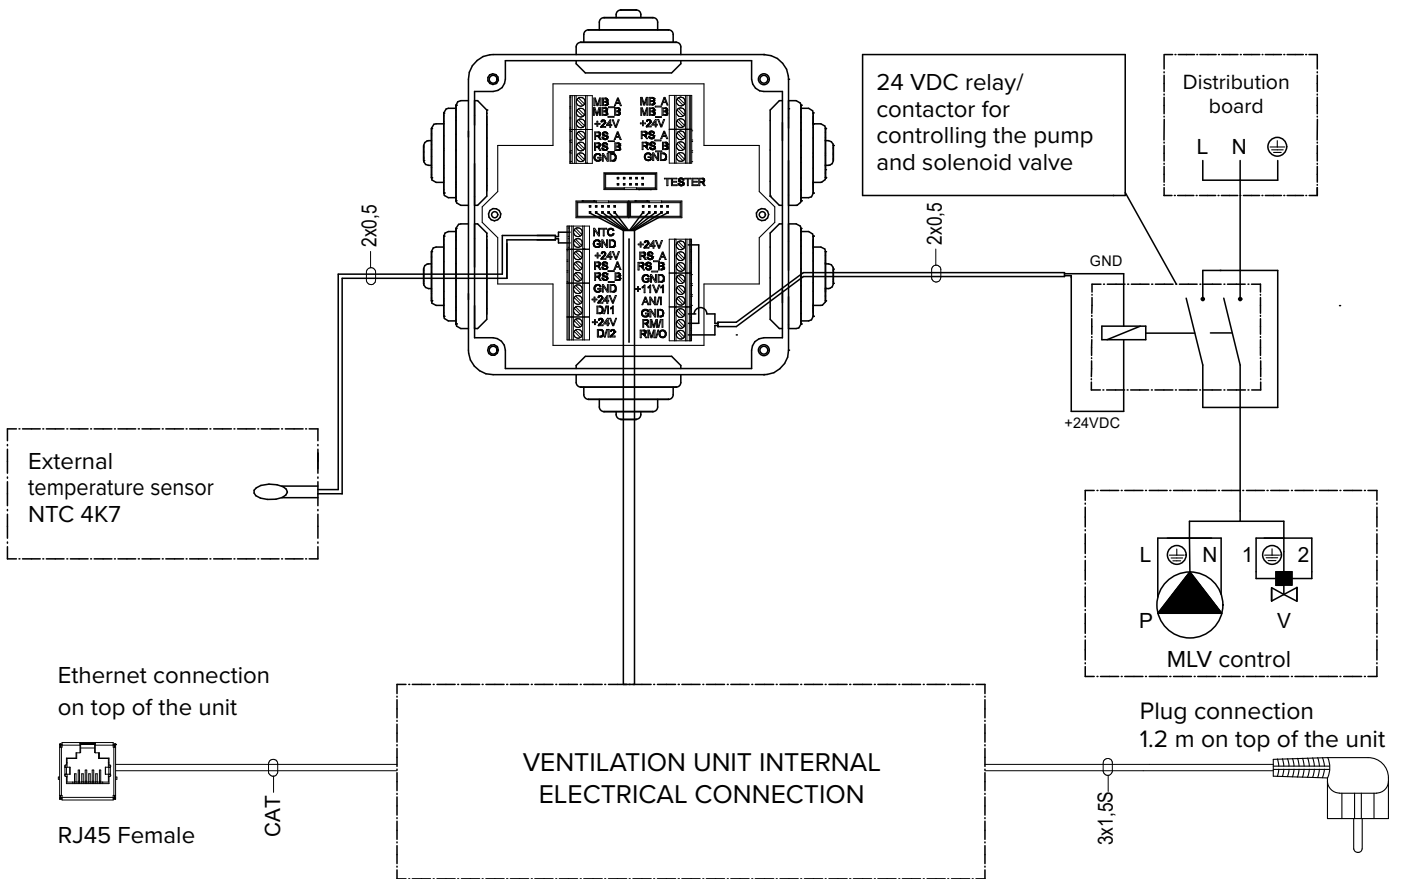 MB_A
MB_B
+24V
RS_A
RS_B
GND
MB_A
MB_B
+24V
RS_A
RS_B
GND
TESTER
NTC
GND
+24V
RS_A
RS_B
GND
+24V
D/I1
+24V
D/I2
+24V
RS_A
RS_B
GND
+11V1
AN/I
GND
RM/I
RM/O
2x0,5
2x0,5
24 VDC relay/
contactor for
controlling the pump
and solenoid valve
Distribution
board
L N
GND
+24VDC
External
temperature sensor
NTC 4K7
L N 1 2
P V
MLV control
Ethernet connection
on top of the unit
RJ45 Female
CAT
VENTILATION UNIT INTERNAL
ELECTRICAL CONNECTION
Plug connection
1.2 m on top of the unit
3x1,5S